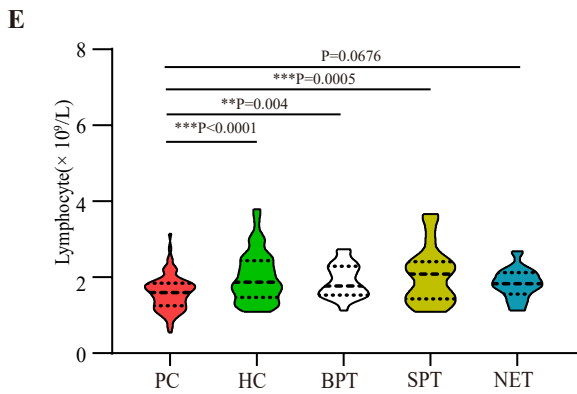 E
8
P=0.0676
***P=0.0005
6
**P=0.004
***P<0.0001
Lymphocyte(× 10⁹/L)
4
2
0
PC HC BPT SPT NET